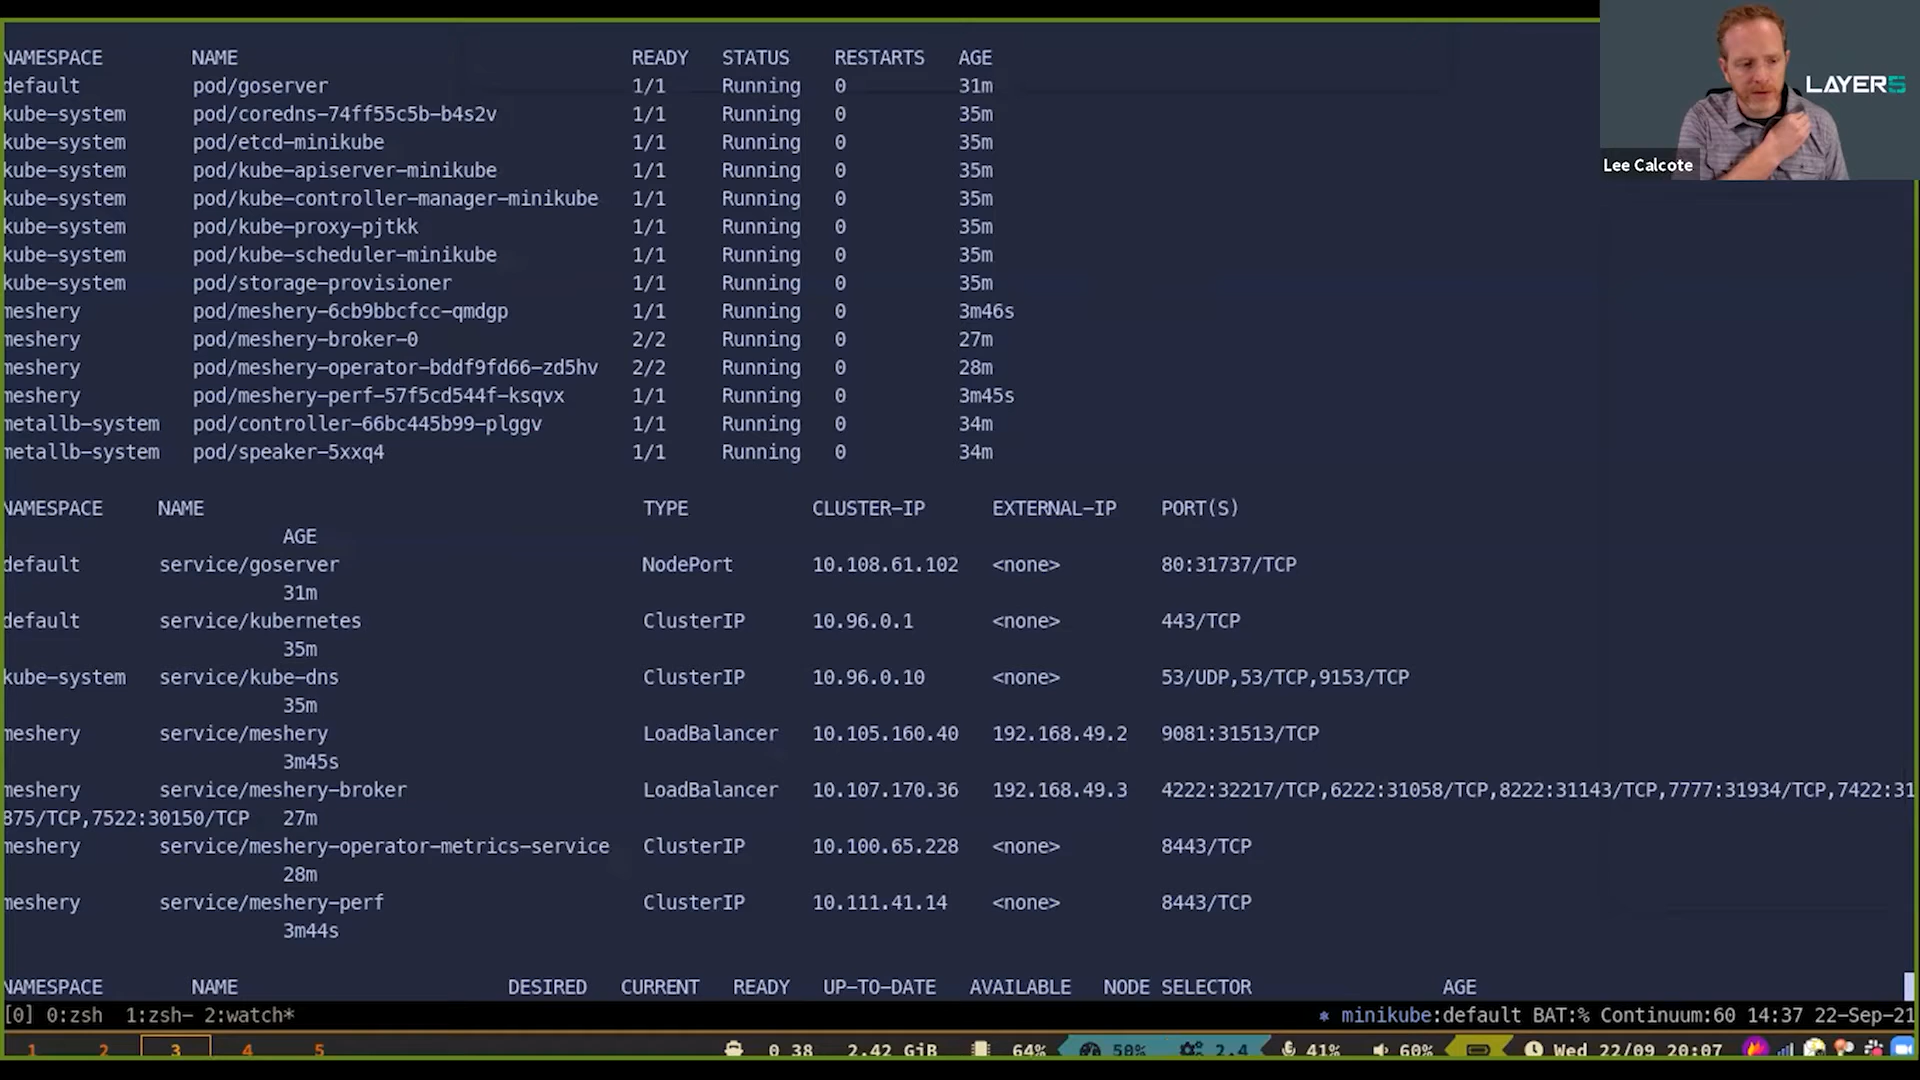 NAMESPACE NAME READY STATUS RESTARTS AGE
default pod/goserver 1/1 Running 0 31m
kube-system pod/coredns-74ff55c5b-b4s2v 1/1 Running 0 35m
kube-system pod/etcd-minikube 1/1 Running 0 35m
kube-system pod/kube-apiserver-minikube 1/1 Running 0 35m
kube-system pod/kube-controller-manager-minikube 1/1 Running 0 35m
kube-system pod/kube-proxy-pjtkk 1/1 Running 0 35m
kube-system pod/kube-scheduler-minikube 1/1 Running 0 35m
kube-system pod/storage-provisioner 1/1 Running 0 35m
meshery pod/meshery-6cb9bbcfcc-qmdgp 1/1 Running 0 3m46s
meshery pod/meshery-broker-0 2/2 Running 0 27m
meshery pod/meshery-operator-bddf9fd66-zd5hv 2/2 Running 0 28m
meshery pod/meshery-perf-57f5cd544f-ksqvx 1/1 Running 0 3m45s
metallb-system pod/controller-66bc445b99-plggv 1/1 Running 0 34m
metallb-system pod/speaker-5xxq4 1/1 Running 0 34m
LAYER5
Lee Calcote
NAMESPACE NAME TYPE CLUSTER-IP EXTERNAL-IP PORT(S)
AGE
default service/goserver NodePort 10.108.61.102 <none> 80:31737/TCP
31m
default service/kubernetes ClusterIP 10.96.0.1 <none> 443/TCP
35m
kube-system service/kube-dns ClusterIP 10.96.0.10 <none> 53/UDP,53/TCP,9153/TCP
35m
meshery service/meshery LoadBalancer 10.105.160.40 192.168.49.2 9081:31513/TCP
3m45s
meshery service/meshery-broker LoadBalancer 10.107.170.36 192.168.49.3 4222:32217/TCP,6222:31058/TCP,8222:31143/TCP,7777:31934/TCP,7422:31
875/TCP,7522:30150/TCP 27m
meshery service/meshery-operator-metrics-service ClusterIP 10.100.65.228 <none> 8443/TCP
28m
meshery service/meshery-perf ClusterIP 10.111.41.14 <none> 8443/TCP
3m44s
NAMESPACE NAME DESIRED CURRENT READY UP-TO-DATE AVAILABLE NODE SELECTOR AGE
[0] 0:zsh 1:zsh- 2:watch* ⎈ minikube:default BAT:% Continuum:60 14:37 22-Sep-21
1 2 3 4 5 0.38 2.42 GiB 64% 50% 2.4 41% 60% Wed 22/09 20:07